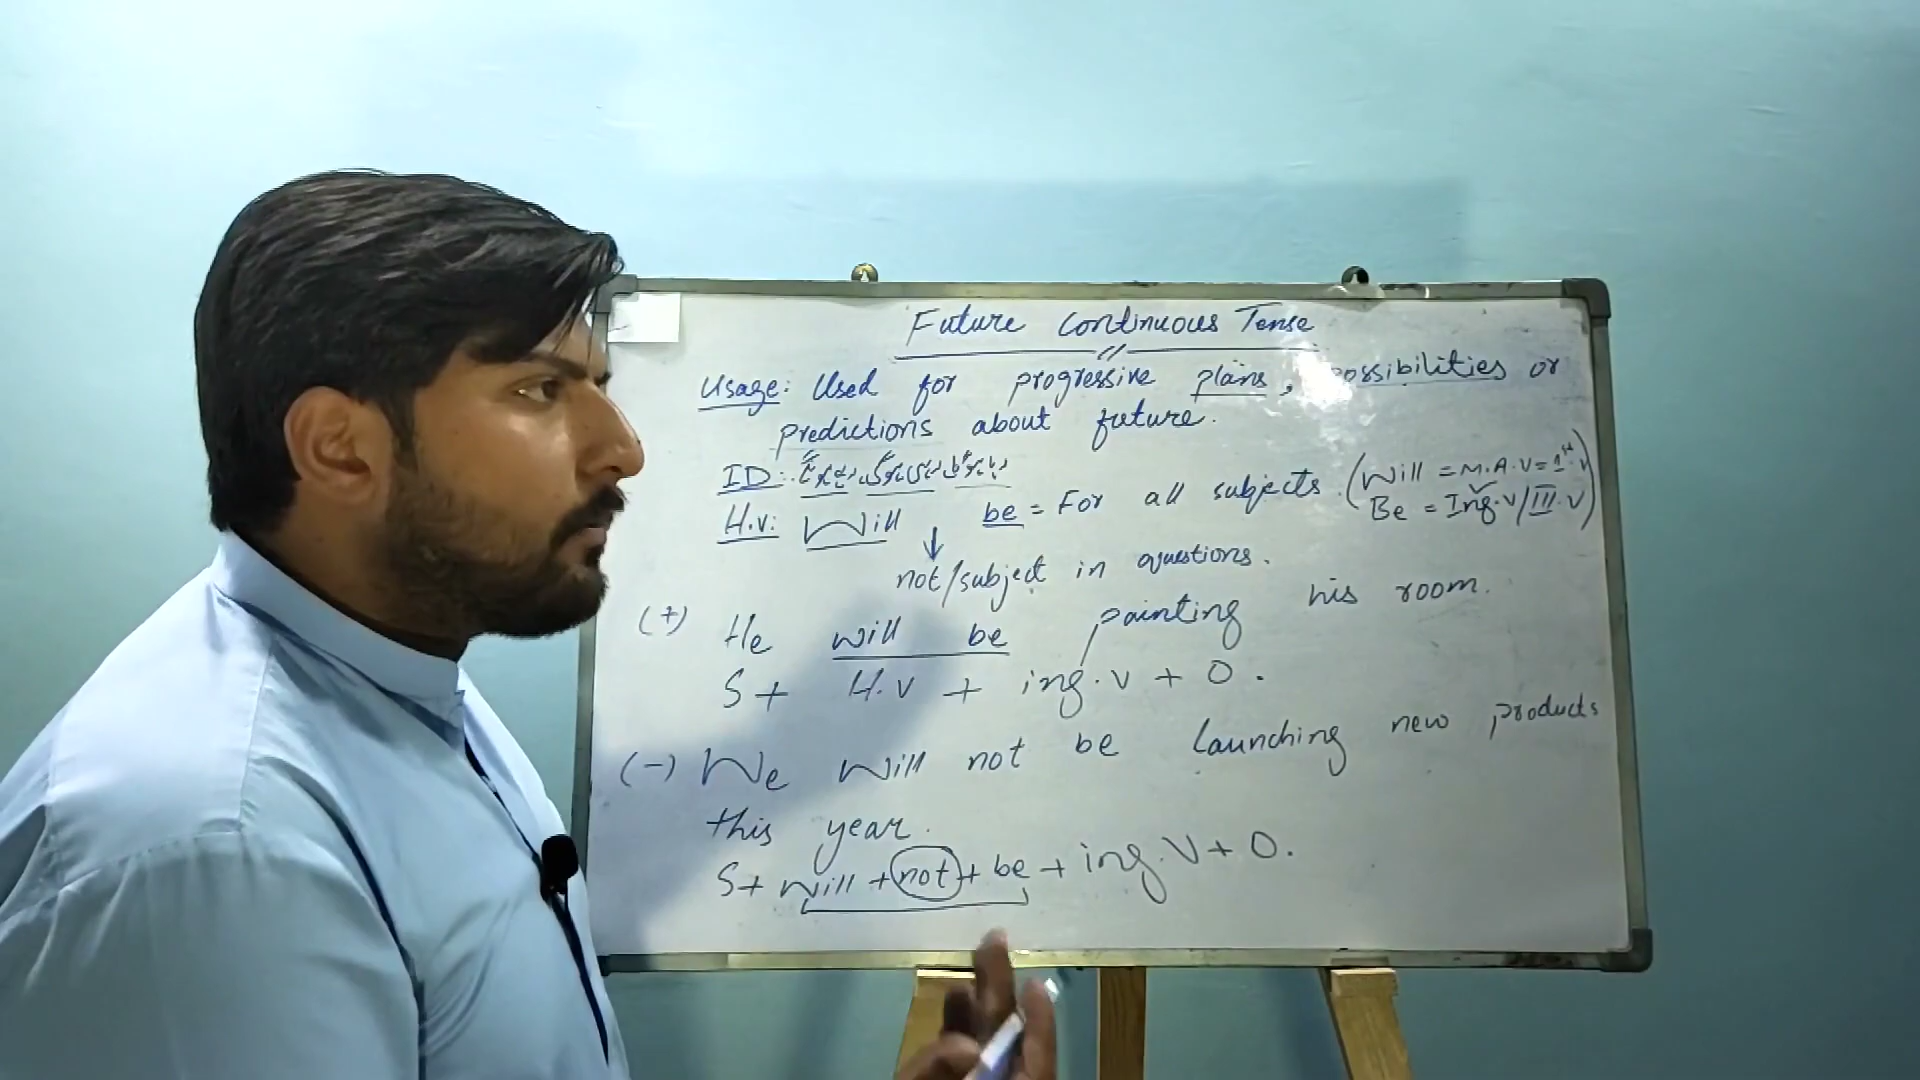 Future Continuous Tense
Usage: Used for progressive plans, possibilities or
predictions about future.
ID:
H.V: Will be = For all subjects. (Will = M.A.V = 1st v
Be = Ing.v/III.v)
not/subject in questions.
(+) He will be painting his room.
S + H.V + ing.v + O.
(-) We will not be launching new products
this year.
S + will + not + be + ing.V + O.